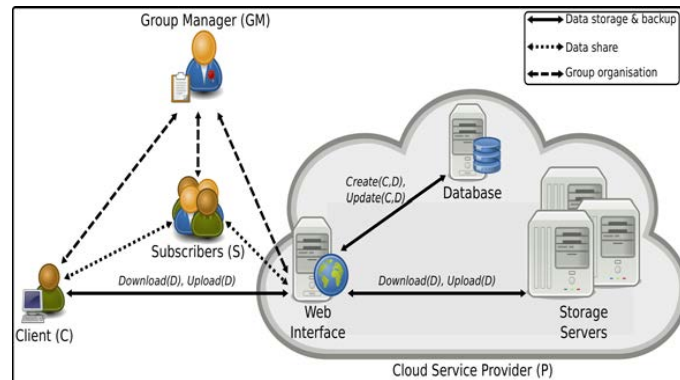 Group Manager (GM)
Data storage & backup
Data share
Group organisation
Create(C,D),
Update(C,D)
Database
Subscribers (S)
Download(D), Upload(D)
Download(D), Upload(D)
Client (C)
Web
Interface
Storage
Servers
Cloud Service Provider (P)